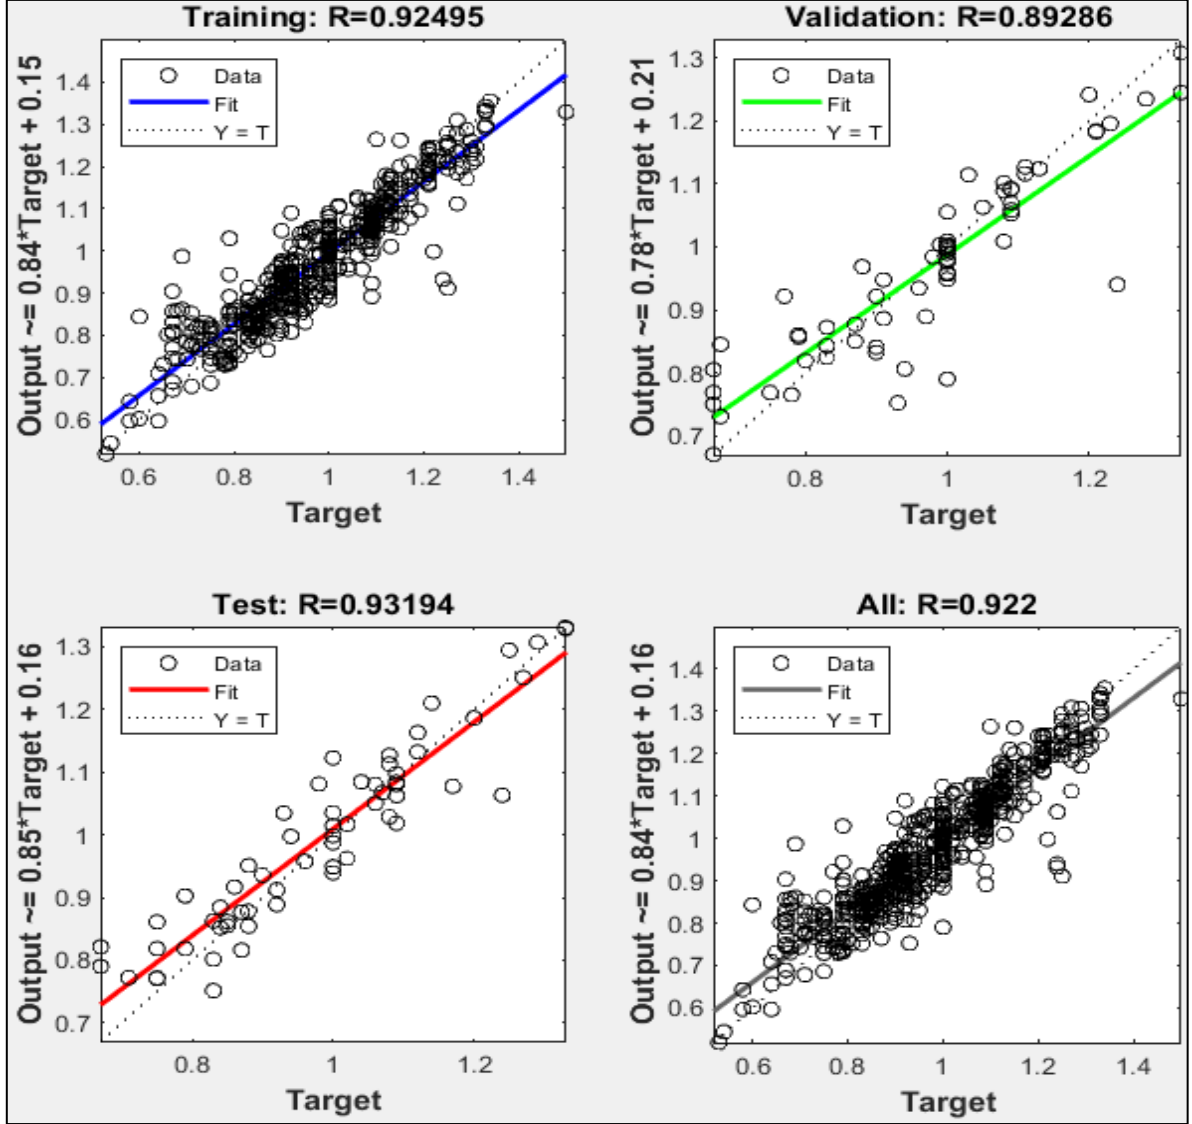 Training: R=0.92495
Output ~= 0.84*Target + 0.15
1.4
1.3
1.2
1.1
1
0.9
0.8
0.7
0.6
Data
Fit
Y = T
0.6 0.8 1 1.2 1.4
Target
Validation: R=0.89286
Output ~= 0.78*Target + 0.21
1.3
1.2
1.1
1
0.9
0.8
0.7
Data
Fit
Y = T
0.8 1 1.2
Target
Test: R=0.93194
Output ~= 0.85*Target + 0.16
1.3
1.2
1.1
1
0.9
0.8
0.7
Data
Fit
Y = T
0.8 1 1.2
Target
All: R=0.922
Output ~= 0.84*Target + 0.16
1.4
1.3
1.2
1.1
1
0.9
0.8
0.7
0.6
Data
Fit
Y = T
0.6 0.8 1 1.2 1.4
Target